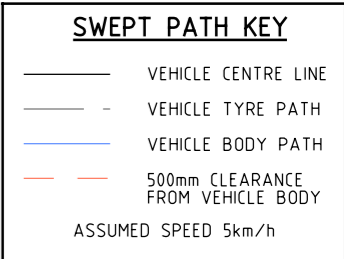 SWEPT PATH KEY
VEHICLE CENTRE LINE
VEHICLE TYRE PATH
VEHICLE BODY PATH
500mm CLEARANCE
FROM VEHICLE BODY
ASSUMED SPEED 5km/h